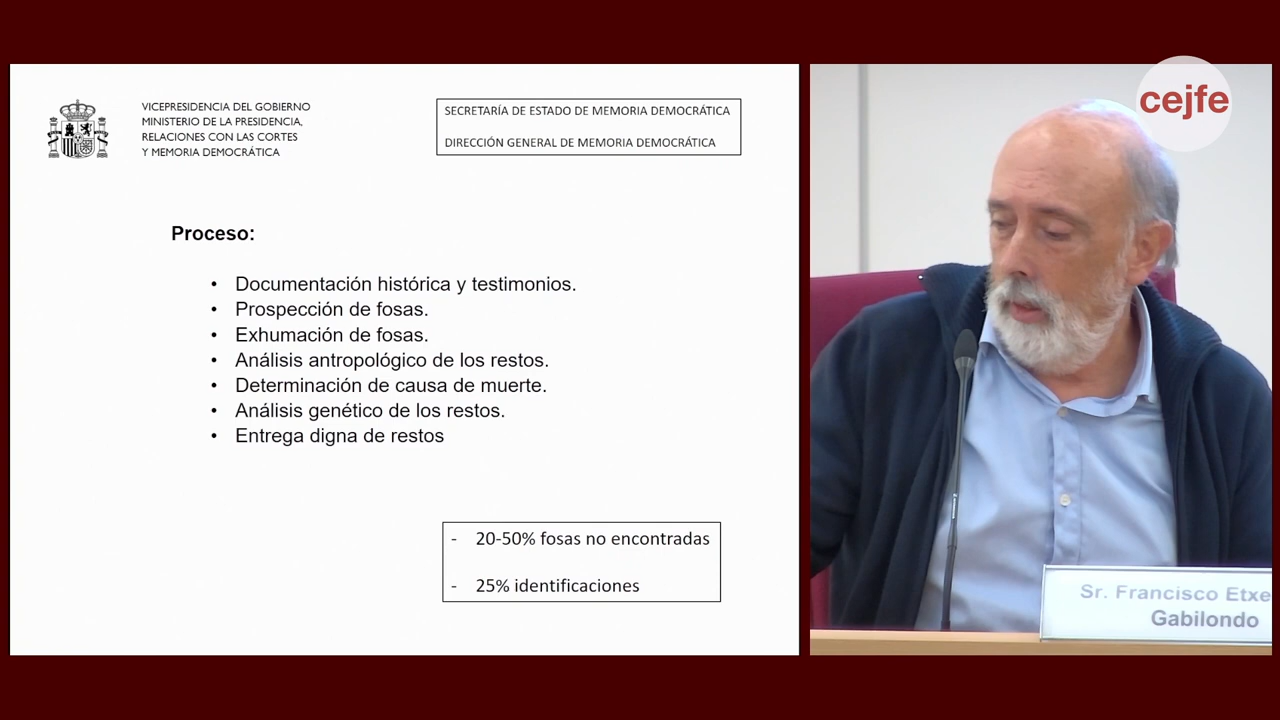 VICEPRESIDENCIA DEL GOBIERNO
MINISTERIO DE LA PRESIDENCIA,
RELACIONES CON LAS CORTES
Y MEMORIA DEMOCRÁTICA
SECRETARÍA DE ESTADO DE MEMORIA DEMOCRÁTICA
DIRECCIÓN GENERAL DE MEMORIA DEMOCRÁTICA
Proceso:
• Documentación histórica y testimonios.
• Prospección de fosas.
• Exhumación de fosas.
• Análisis antropológico de los restos.
• Determinación de causa de muerte.
• Análisis genético de los restos.
• Entrega digna de restos
- 20-50% fosas no encontradas
- 25% identificaciones
cejfe
Sr. Francisco Etxe
Gabilondo